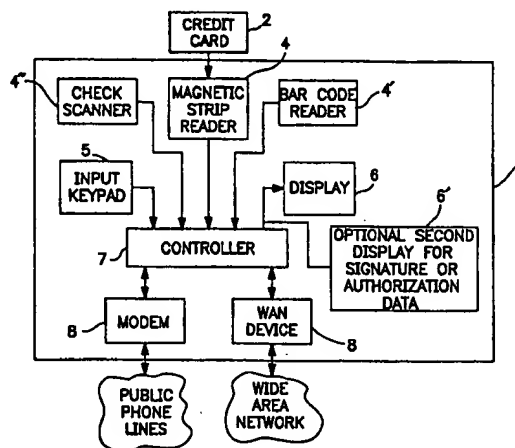 CREDIT
CARD
2
4
4"
CHECK
SCANNER
MAGNETIC
STRIP
READER
BAR CODE
READER
4'
5
INPUT
KEYPAD
DISPLAY
6
6'
CONTROLLER
7
OPTIONAL SECOND
DISPLAY FOR
SIGNATURE OR
AUTHORIZATION
DATA
8
MODEM
WAN
DEVICE
8
PUBLIC
PHONE
LINES
WIDE
AREA
NETWORK